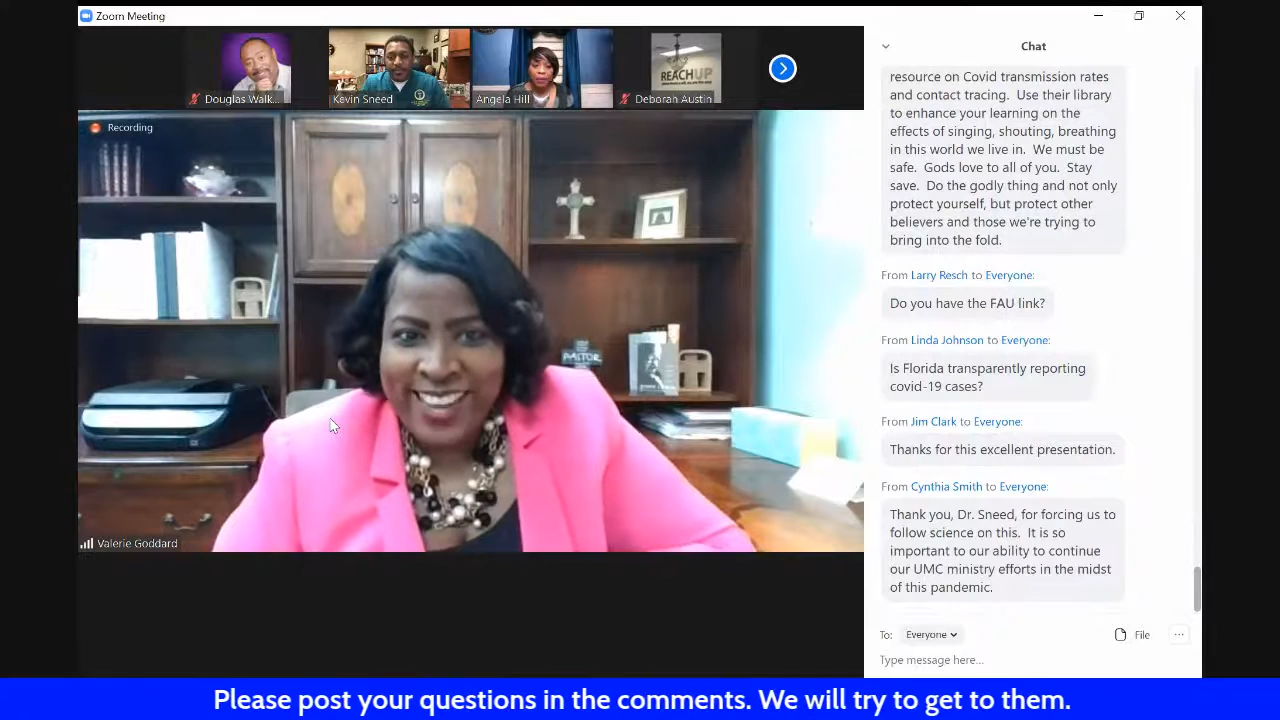 Zoom Meeting
Douglas Walk...
Kevin Sneed
Angela Hill
REACHUP
Deborah Austin
Recording
PASTOR
Valerie Goddard
Chat
resource on Covid transmission rates
and contact tracing.  Use their library
to enhance your learning on the
effects of singing, shouting, breathing
in this world we live in.  We must be
safe.  Gods love to all of you.  Stay
save.  Do the godly thing and not only
protect yourself, but protect other
believers and those we're trying to
bring into the fold.
From Larry Resch to Everyone:
Do you have the FAU link?
From Linda Johnson to Everyone:
Is Florida transparently reporting
covid-19 cases?
From Jim Clark to Everyone:
Thanks for this excellent presentation.
From Cynthia Smith to Everyone:
Thank you, Dr. Sneed, for forcing us to
follow science on this.  It is so
important to our ability to continue
our UMC ministry efforts in the midst
of this pandemic.
To: Everyone
File
Type message here...
Please post your questions in the comments. We will try to get to them.